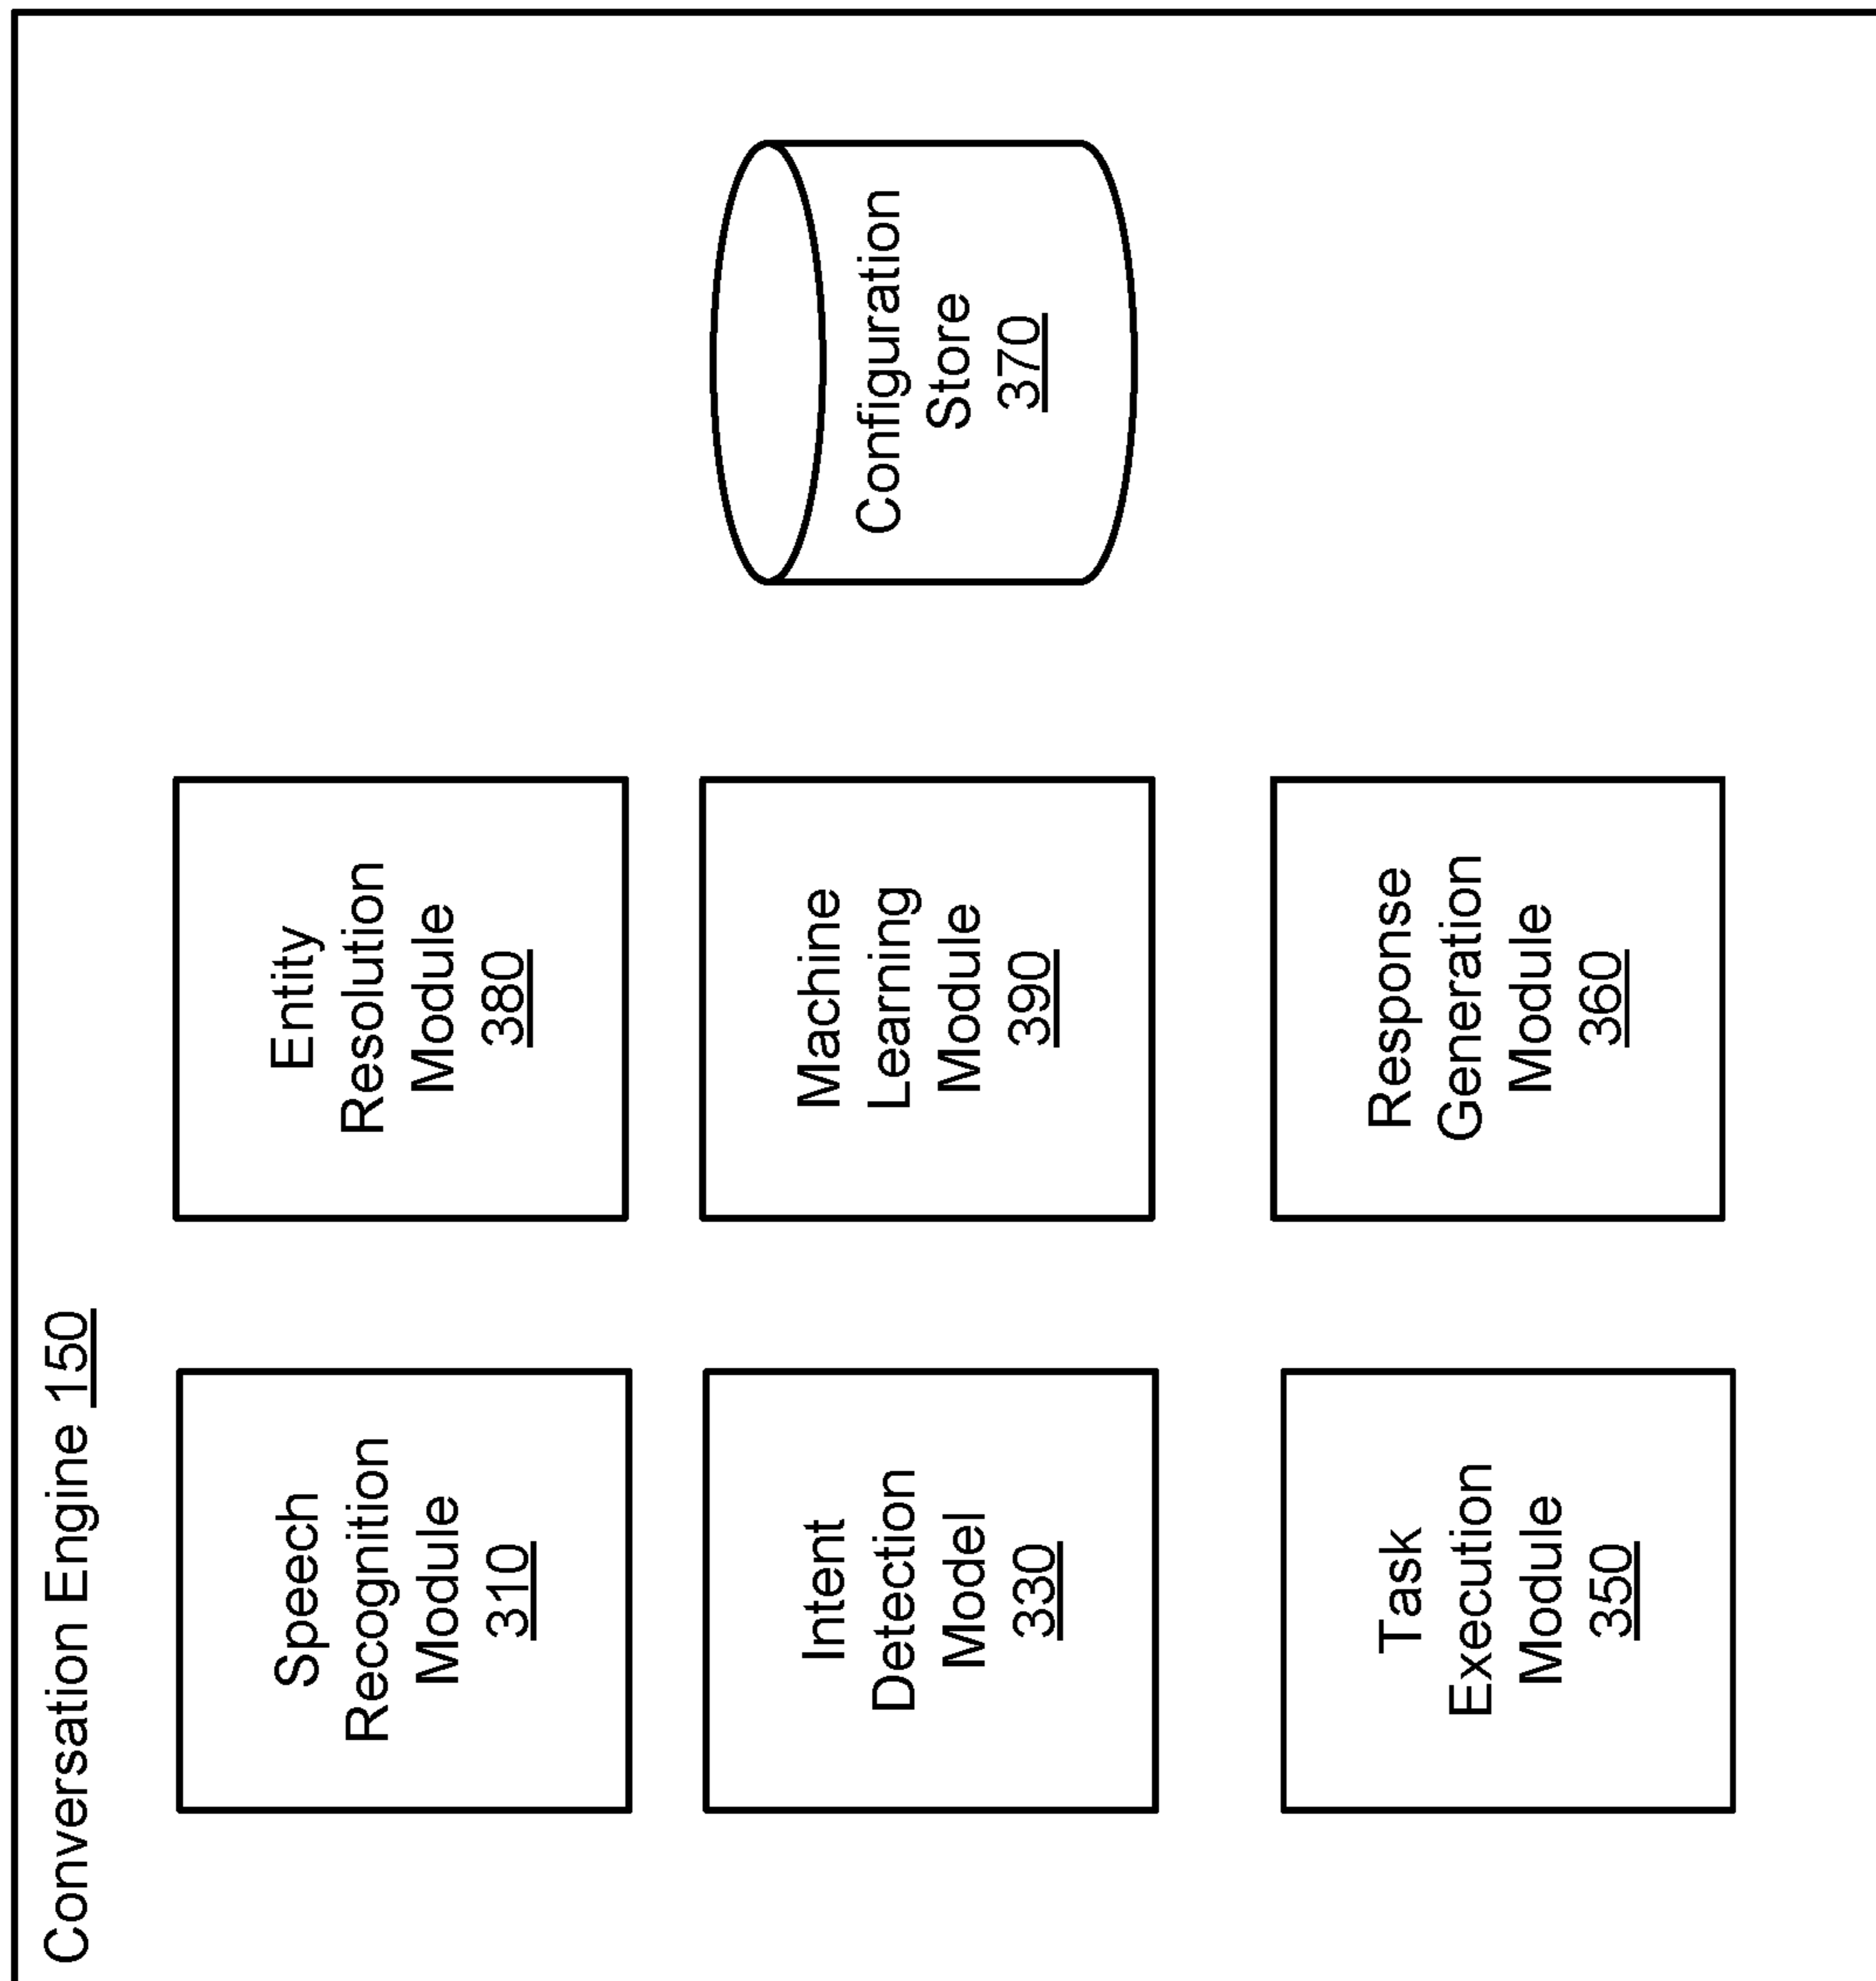 Conversation Engine 150
Speech
Recognition
Module
310
Entity
Resolution
Module
380
Intent
Detection
Model
330
Machine
Learning
Module
390
Configuration
Store
370
Task
Execution
Module
350
Response
Generation
Module
360